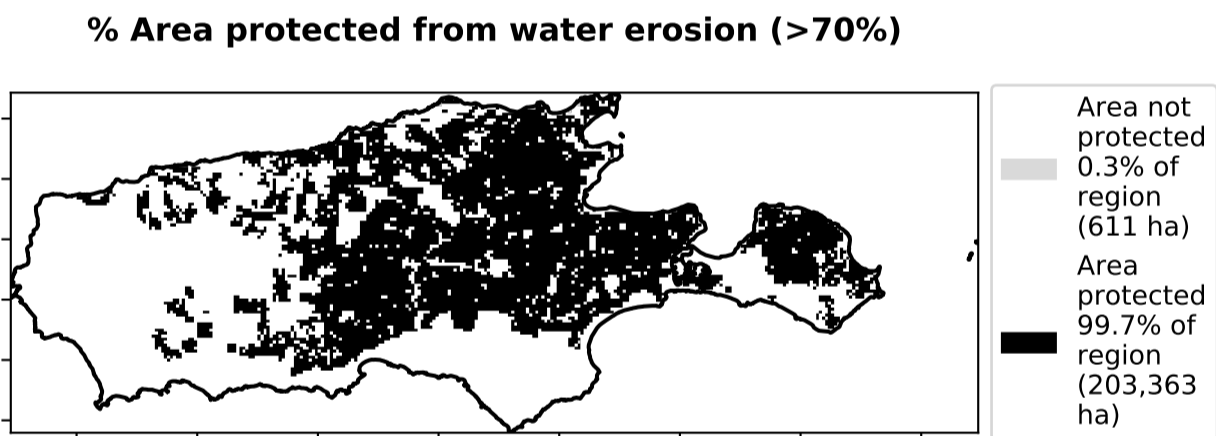 % Area protected from water erosion (>70%)
Area not
protected
0.3% of
region
(611 ha)
Area
protected
99.7% of
region
(203,363
ha)